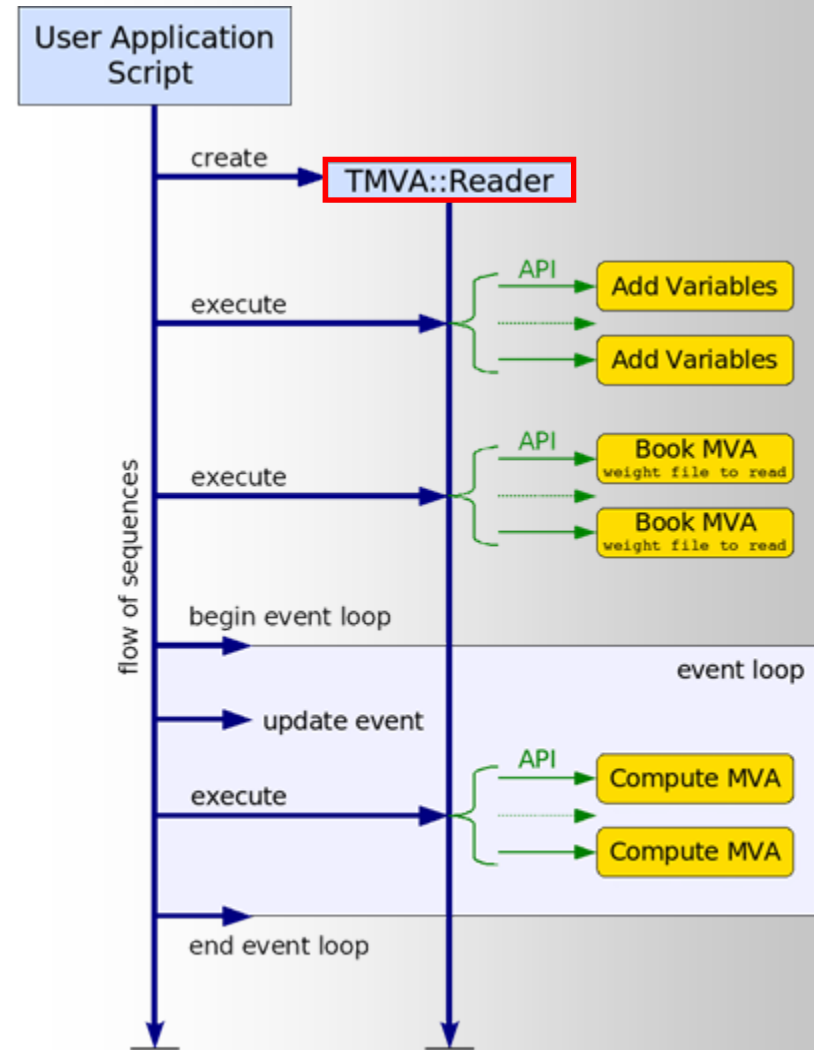 User Application
Script
create
TMVA::Reader
API
Add Variables
execute
Add Variables
API
Book MVA
weight file to read
execute
Book MVA
weight file to read
flow of sequences
begin event loop
event loop
update event
API
Compute MVA
execute
Compute MVA
end event loop